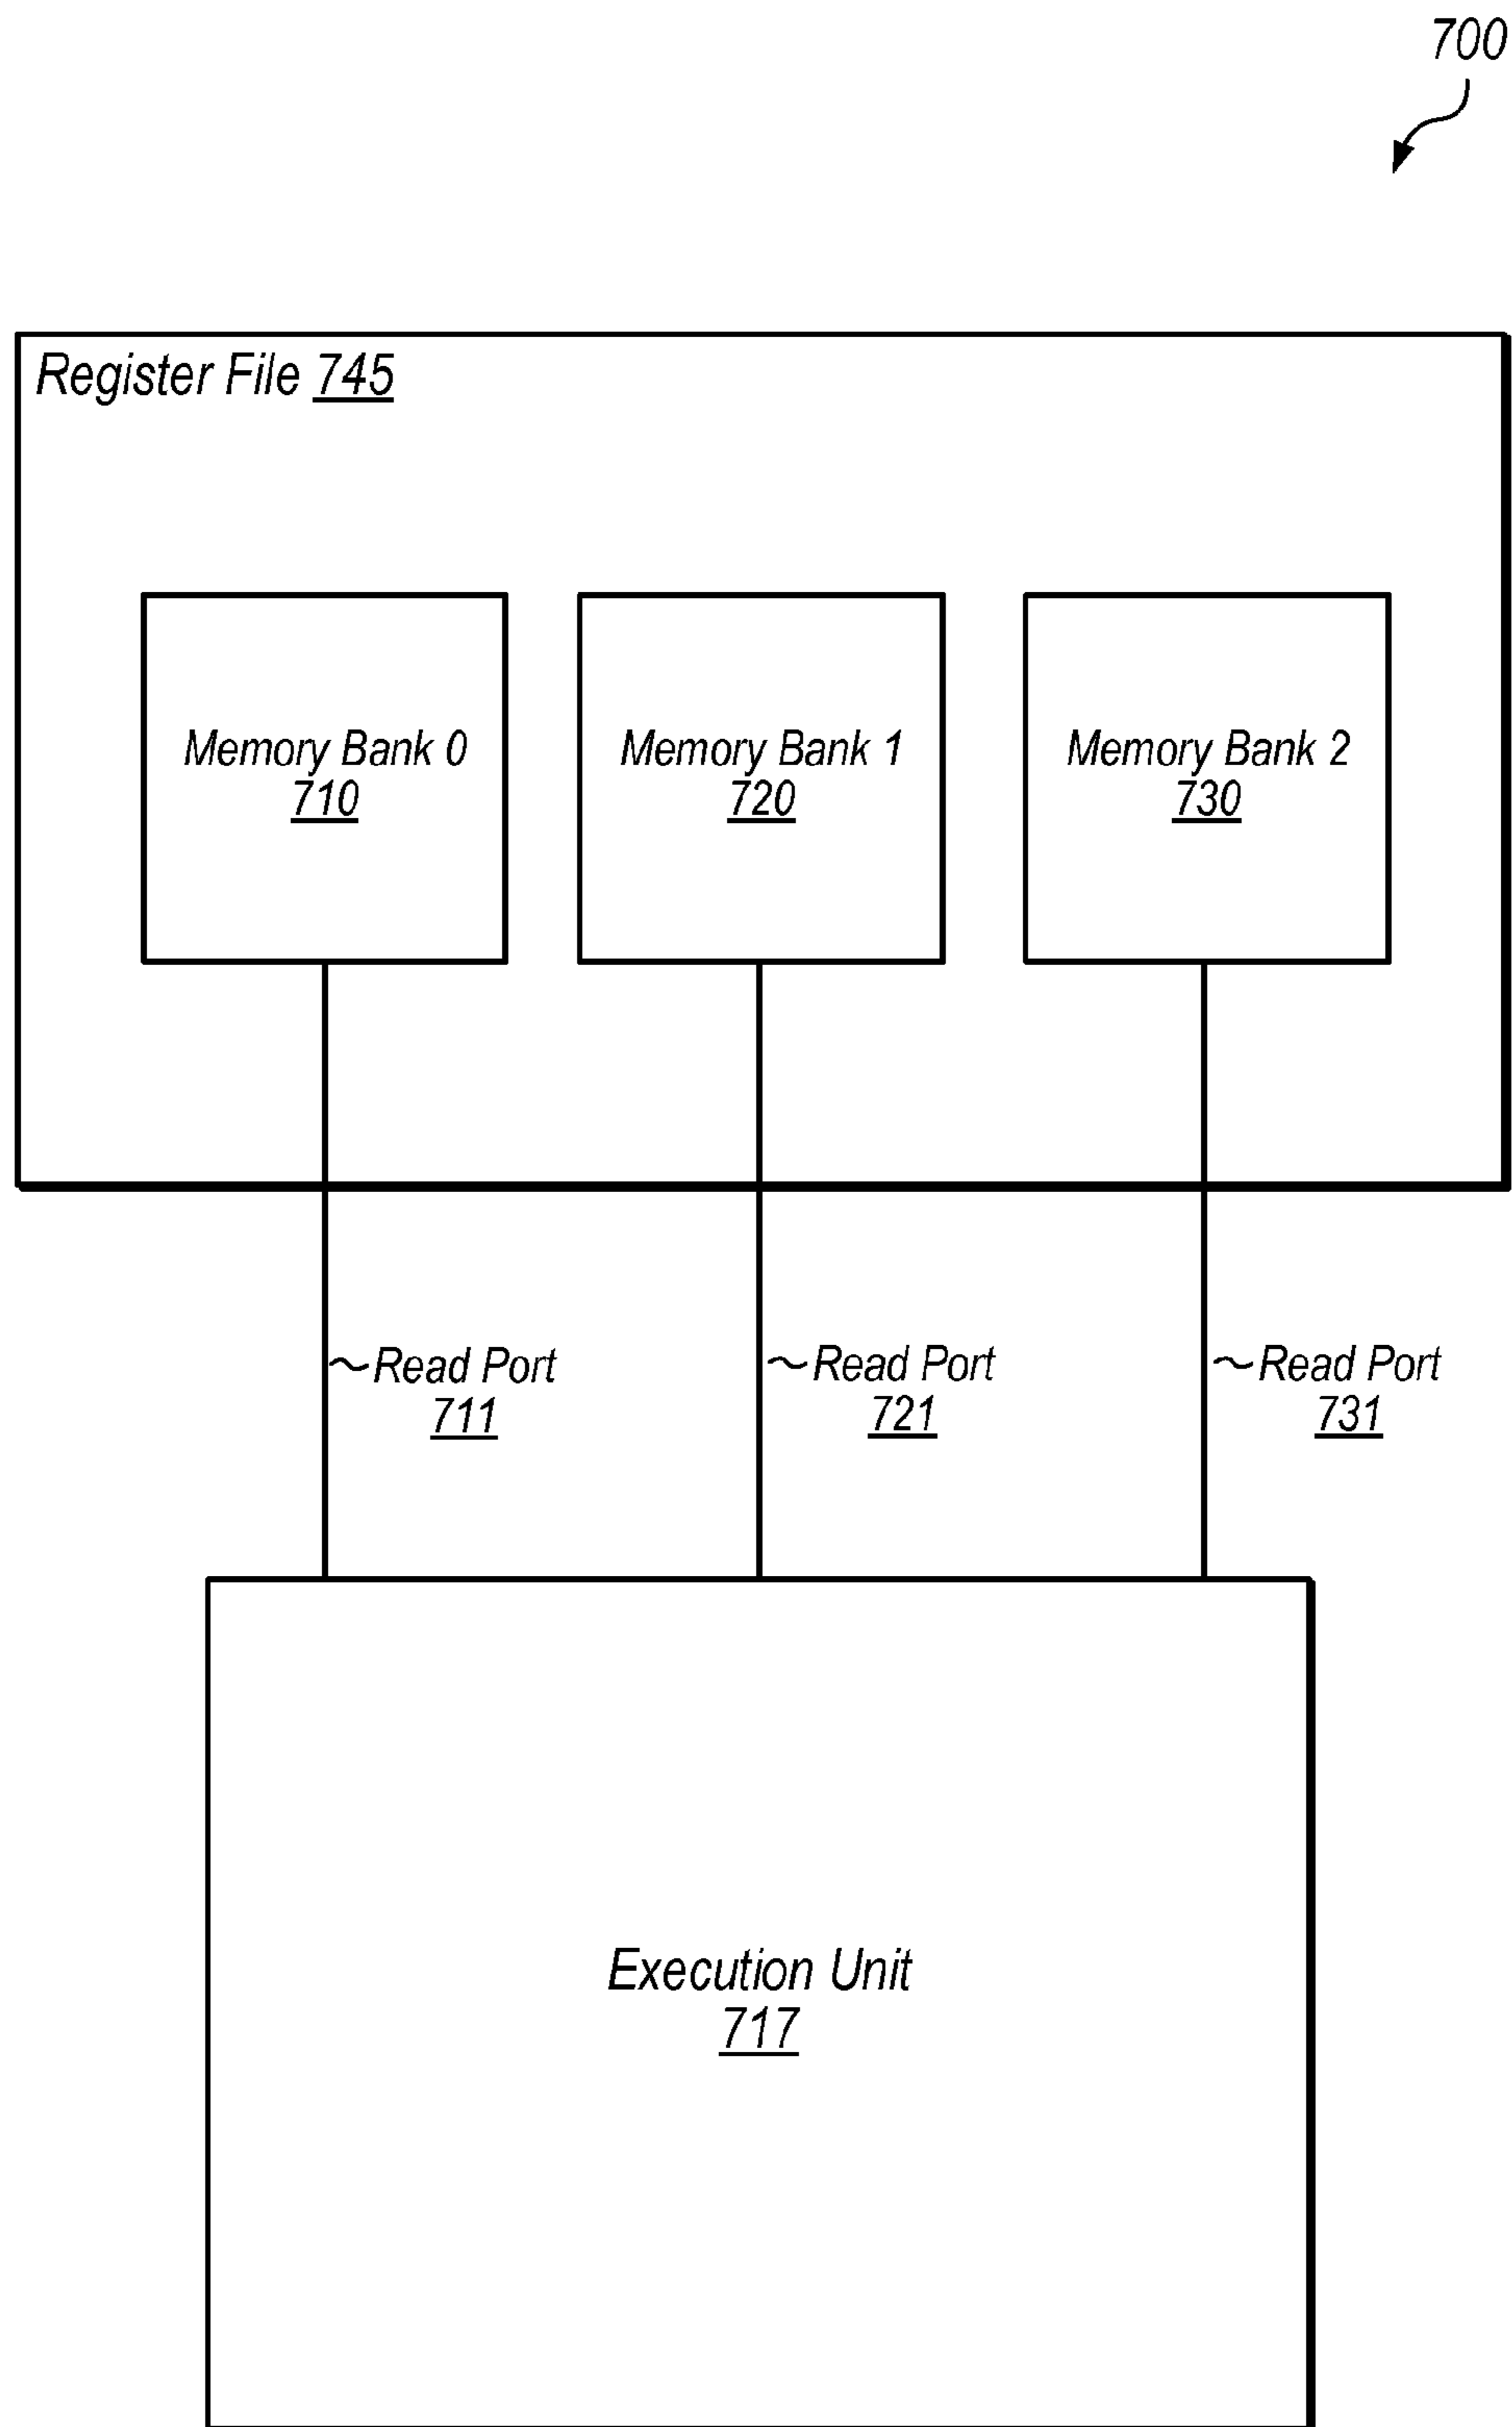 700
Register File 745
Memory Bank 0
710
Memory Bank 1
720
Memory Bank 2
730
Read Port
711
Read Port
721
Read Port
731
Execution Unit
717